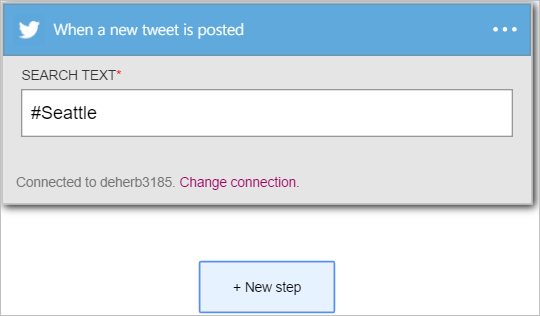 When a new tweet is posted
SEARCH TEXT*
#Seattle
Connected to deherb3185. Change connection.
+ New step